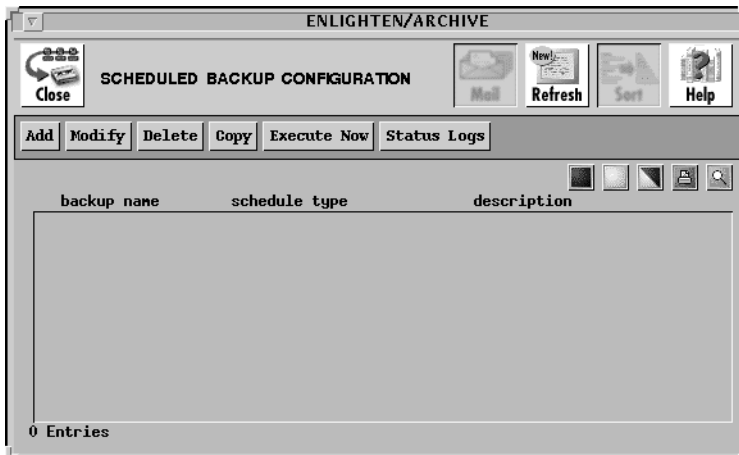 ENLIGHTEN/ARCHIVE
Close
SCHEDULED BACKUP CONFIGURATION
Mail
New!
Refresh
Sort
Help
Add Modify Delete Copy Execute Now Status Logs
backup name schedule type description
0 Entries